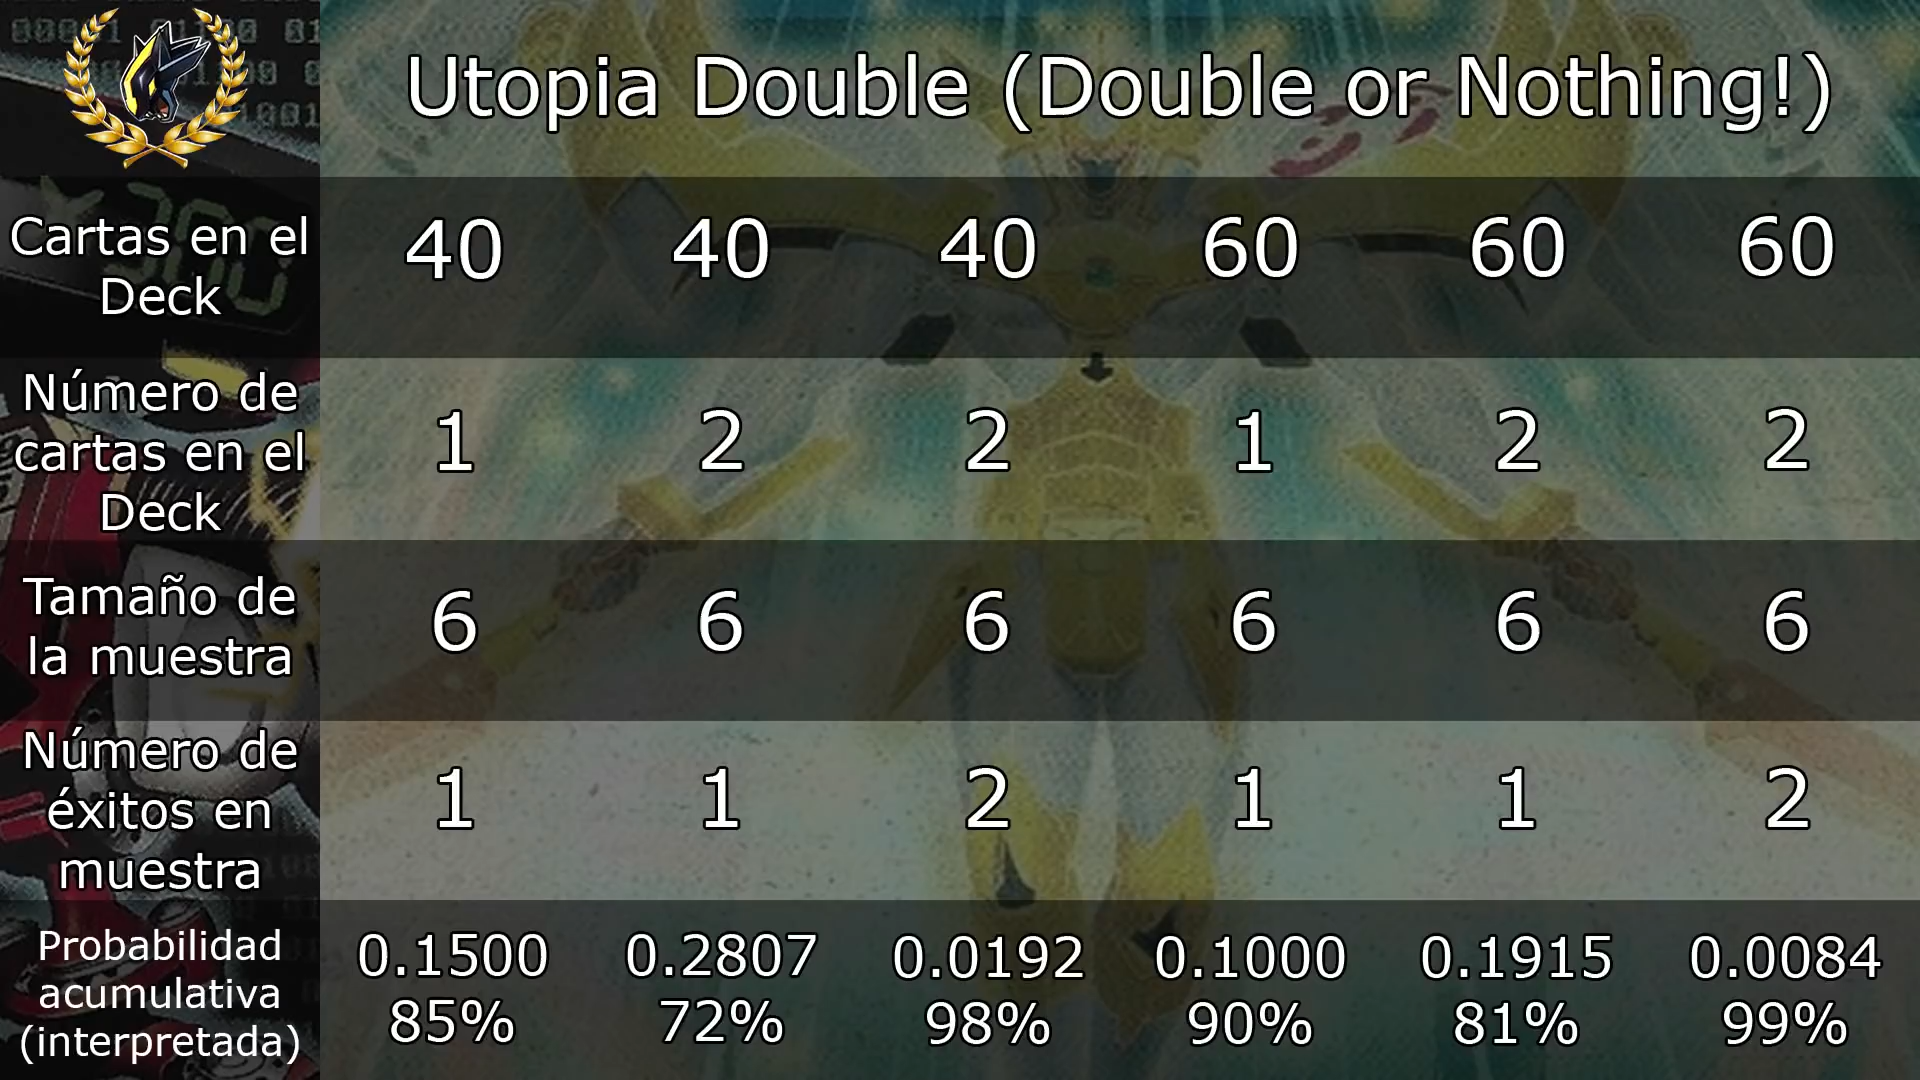 Utopia Double (Double or Nothing!)
Cartas en el
Deck
40 40 40 60 60 60
Número de
cartas en el
Deck
1 2 2 1 2 2
Tamaño de
la muestra
6 6 6 6 6 6
Número de
éxitos en
muestra
1 1 2 1 1 2
Probabilidad
acumulativa
(interpretada)
0.1500 0.2807 0.0192 0.1000 0.1915 0.0084
85% 72% 98% 90% 81% 99%